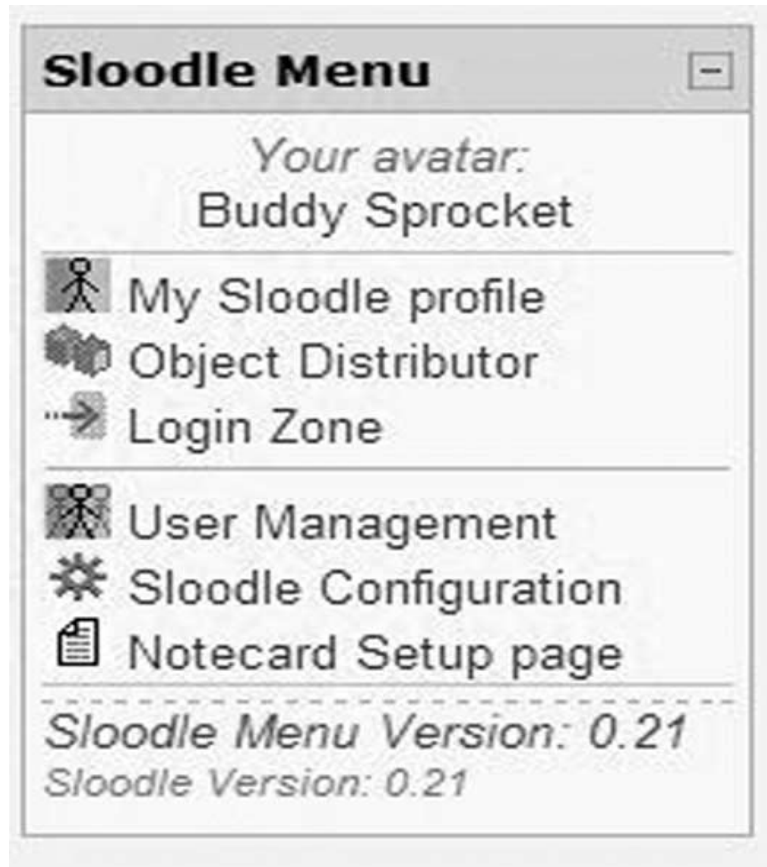 Sloodle Menu
Your avatar:
Buddy Sprocket
My Sloodle profile
Object Distributor
Login Zone
User Management
Sloodle Configuration
Notecard Setup page
Sloodle Menu Version: 0.21
Sloodle Version: 0.21